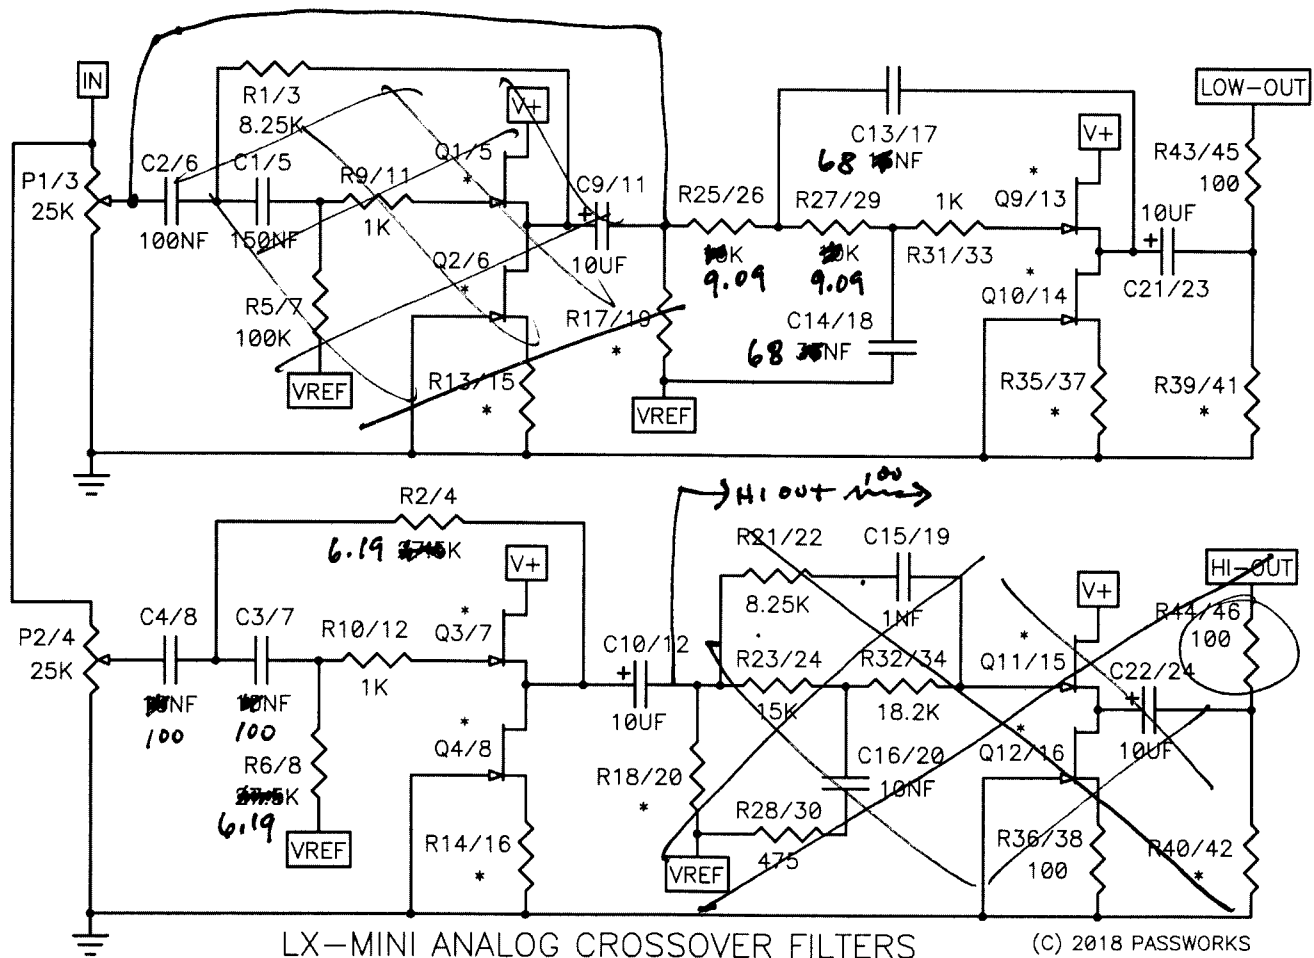 IN
R1/3
8.25K
V+
C13/17
68 NF
V+
LOW-OUT
R43/45
100
P1/3
25K
C2/6
100NF
C1/5
150NF
R9/11
1K
Q1/5
*
C9/11
+
10UF
R25/26
K
9.09
R27/29
K
9.09
1K
R31/33
Q9/13
*
10UF
+
C21/23
Q2/6
*
Q10/14
*
R5/7
100K
VREF
R17/19
*
C14/18
68 NF
VREF
R13/15
*
R35/37
*
R39/41
*
HI OUT
100
R2/4
6.19 K
V+
R21/22
8.25K
C15/19
1NF
V+
HI-OUT
R44/46
100
P2/4
25K
C4/8
NF
100
C3/7
NF
100
R10/12
1K
Q3/7
*
C10/12
+
10UF
R23/24
15K
R32/34
18.2K
Q11/15
*
C22/24
+
10UF
Q4/8
*
Q12/16
*
R6/8
K
6.19
VREF
R18/20
*
C16/20
10NF
R28/30
475
VREF
R14/16
*
R36/38
100
R40/42
*
LX-MINI ANALOG CROSSOVER FILTERS
(C) 2018 PASSWORKS